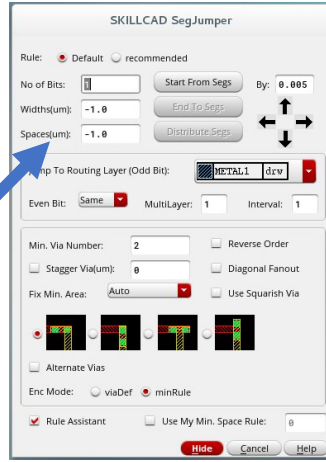 SKILLCAD SegJumper
Rule: Default recommended
No of Bits: 1 Start From Segs By: 0.005
Widths(um): -1.0 End To Segs
Spaces(um): -1.0 Distribute Segs
To Routing Layer (Odd Bit): METAL1 drw
Even Bit: Same MultiLayer: 1 Interval: 1
Min. Via Number: 2 Reverse Order
Stagger Via(um): 0 Diagonal Fanout
Fix Min. Area: Auto Use Squarish Via
Alternate Vias
Enc Mode: viaDef minRule
Rule Assistant Use My Min. Space Rule: 0
Hide Cancel Help